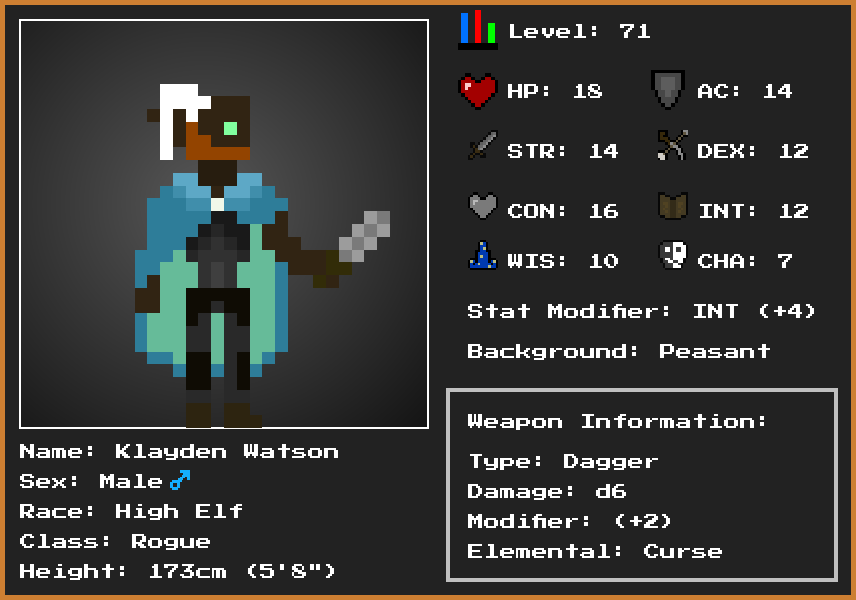 Level: 71
HP: 18 AC: 14
STR: 14 DEX: 12
CON: 16 INT: 12
WIS: 10 CHA: 7
Stat Modifier: INT (+4)
Background: Peasant
Weapon Information:
Type: Dagger
Damage: d6
Modifier: (+2)
Elemental: Curse
Name: Klayden Watson
Sex: Male♂
Race: High Elf
Class: Rogue
Height: 173cm (5'8")